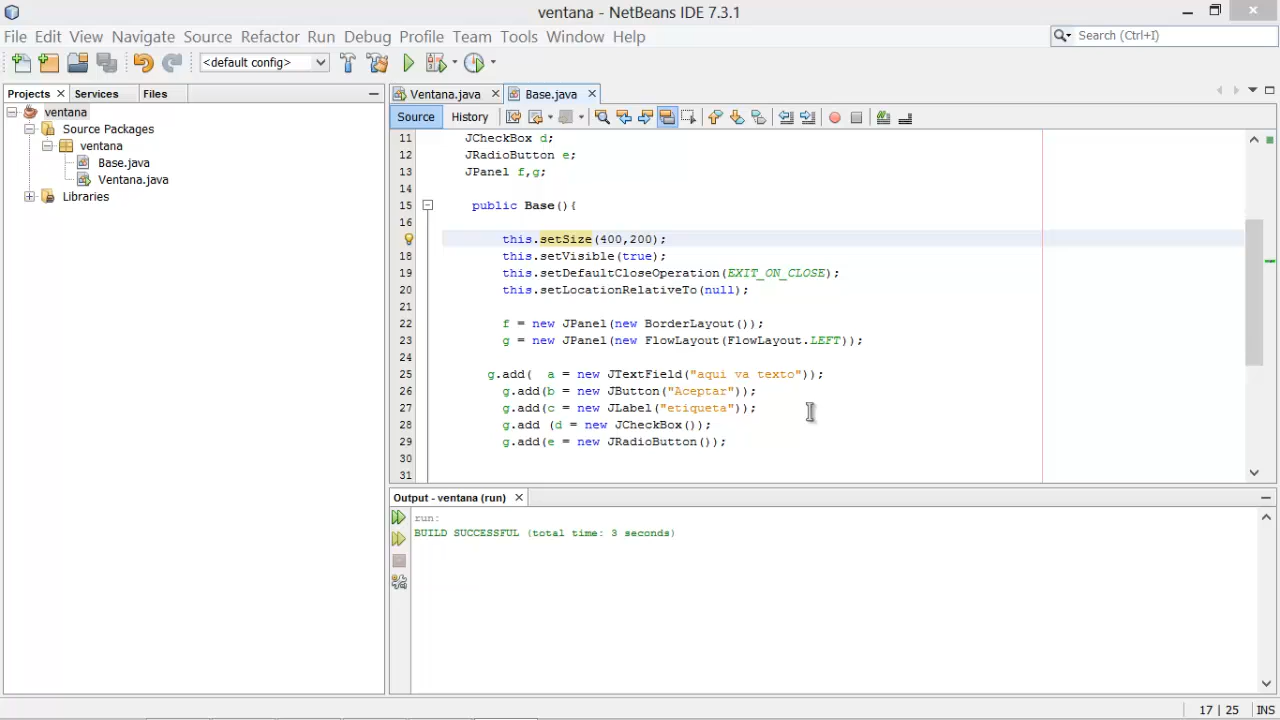 ventana - NetBeans IDE 7.3.1
File Edit View Navigate Source Refactor Run Debug Profile Team Tools Window Help
Search (Ctrl+I)
<default config>
Projects Services Files
Ventana.java Base.java
Source History
ventana
Source Packages
ventana
Base.java
Ventana.java
Libraries
11 JCheckBox d;
12 JRadioButton e;
13 JPanel f,g;
14
15 public Base(){
16
this.setSize(400,200);
18 this.setVisible(true);
19 this.setDefaultCloseOperation(EXIT_ON_CLOSE);
20 this.setLocationRelativeTo(null);
21
22 f = new JPanel(new BorderLayout());
23 g = new JPanel(new FlowLayout(FlowLayout.LEFT));
24
25 g.add( a = new JTextField("aqui va texto"));
26 g.add(b = new JButton("Aceptar"));
27 g.add(c = new JLabel("etiqueta"));
28 g.add (d = new JCheckBox());
29 g.add(e = new JRadioButton());
30
31
Output - ventana (run)
run:
BUILD SUCCESSFUL (total time: 3 seconds)
17 | 25 INS